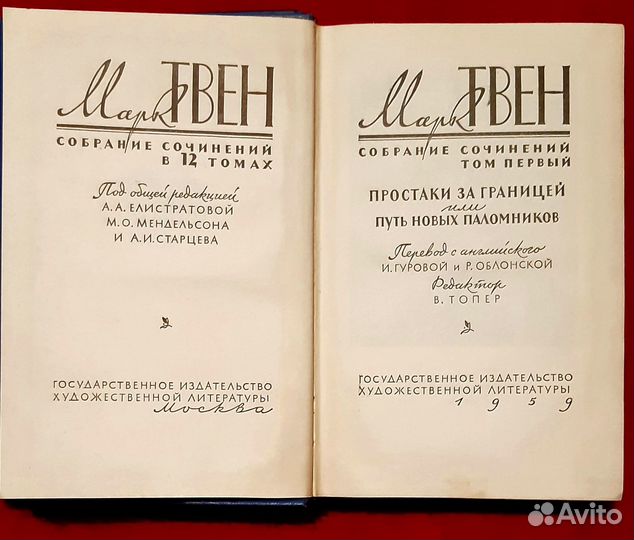 Марк ТВЕН
СОБРАНИЕ СОЧИНЕНИЙ
В 12 ТОМАХ
Под общей редакцией
А. А. ЕЛИСТРАТОВОЙ
М. О. МЕНДЕЛЬСОНА
И А. И. СТАРЦЕВА
ГОСУДАРСТВЕННОЕ ИЗДАТЕЛЬСТВО
ХУДОЖЕСТВЕННОЙ ЛИТЕРАТУРЫ
Москва
Марк ТВЕН
СОБРАНИЕ СОЧИНЕНИЙ
ТОМ ПЕРВЫЙ
ПРОСТАКИ ЗА ГРАНИЦЕЙ
или
ПУТЬ НОВЫХ ПАЛОМНИКОВ
Перевод с английского
И. ГУРОВОЙ и Р. ОБЛОНСКОЙ
Редактор
В. ТОПЕР
ГОСУДАРСТВЕННОЕ ИЗДАТЕЛЬСТВО
ХУДОЖЕСТВЕННОЙ ЛИТЕРАТУРЫ
1959
Avito